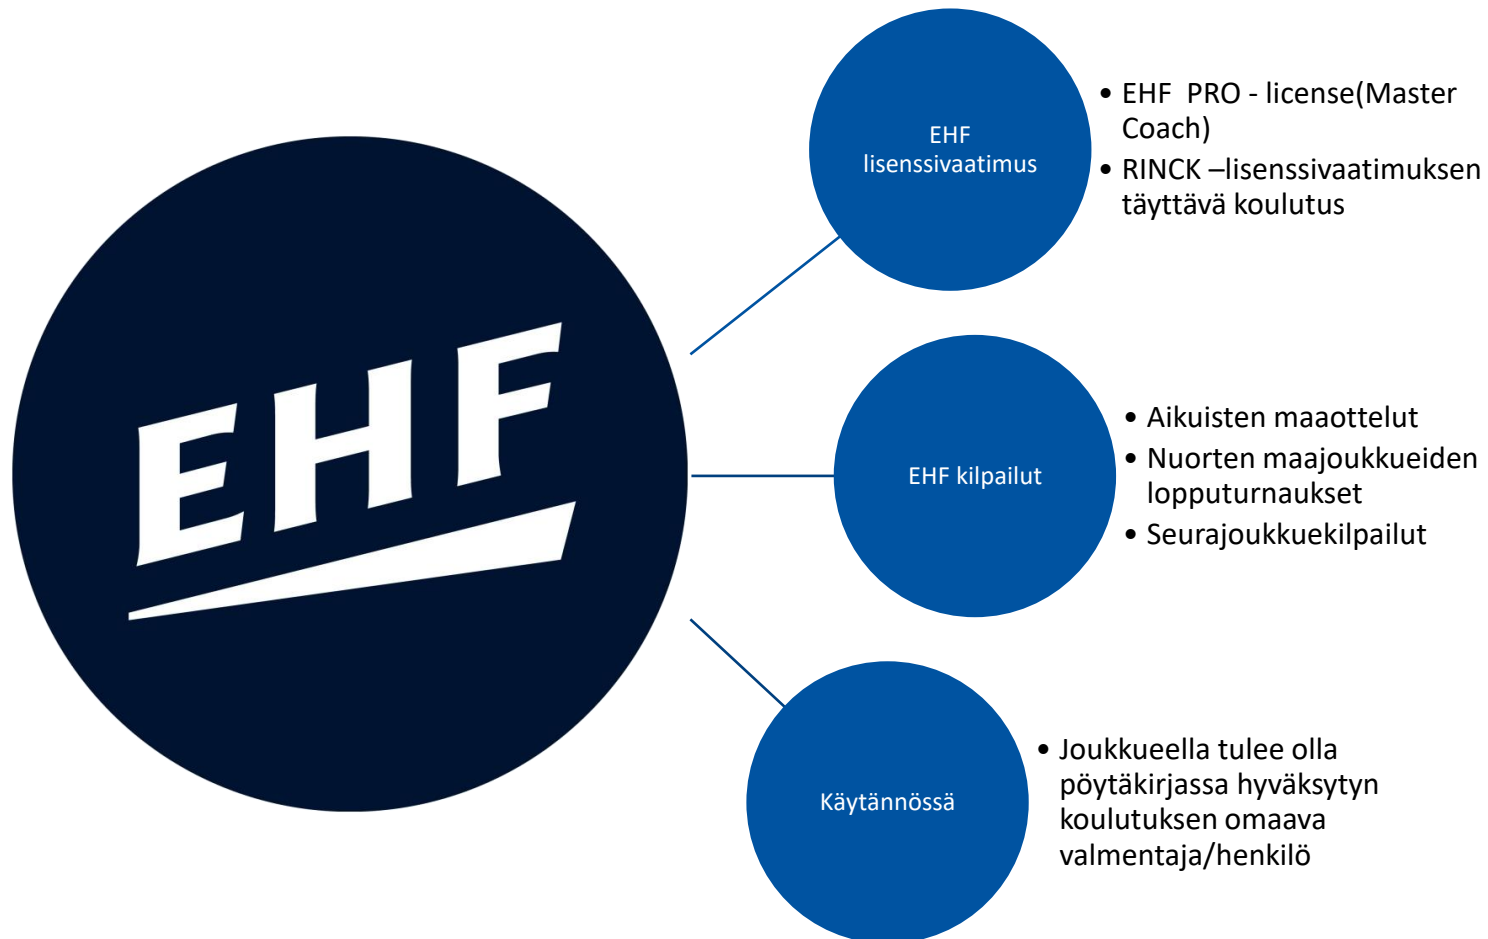 EHF
EHF
lisenssivaatimus
• EHF  PRO - license(Master
Coach)
• RINCK –lisenssivaatimuksen
täyttävä koulutus
EHF kilpailut
• Aikuisten maaottelut
• Nuorten maajoukkueiden
lopputurnaukset
• Seurajoukkuekilpailut
Käytännössä
• Joukkueella tulee olla
pöytäkirjassa hyväksytyn
koulutuksen omaava
valmentaja/henkilö